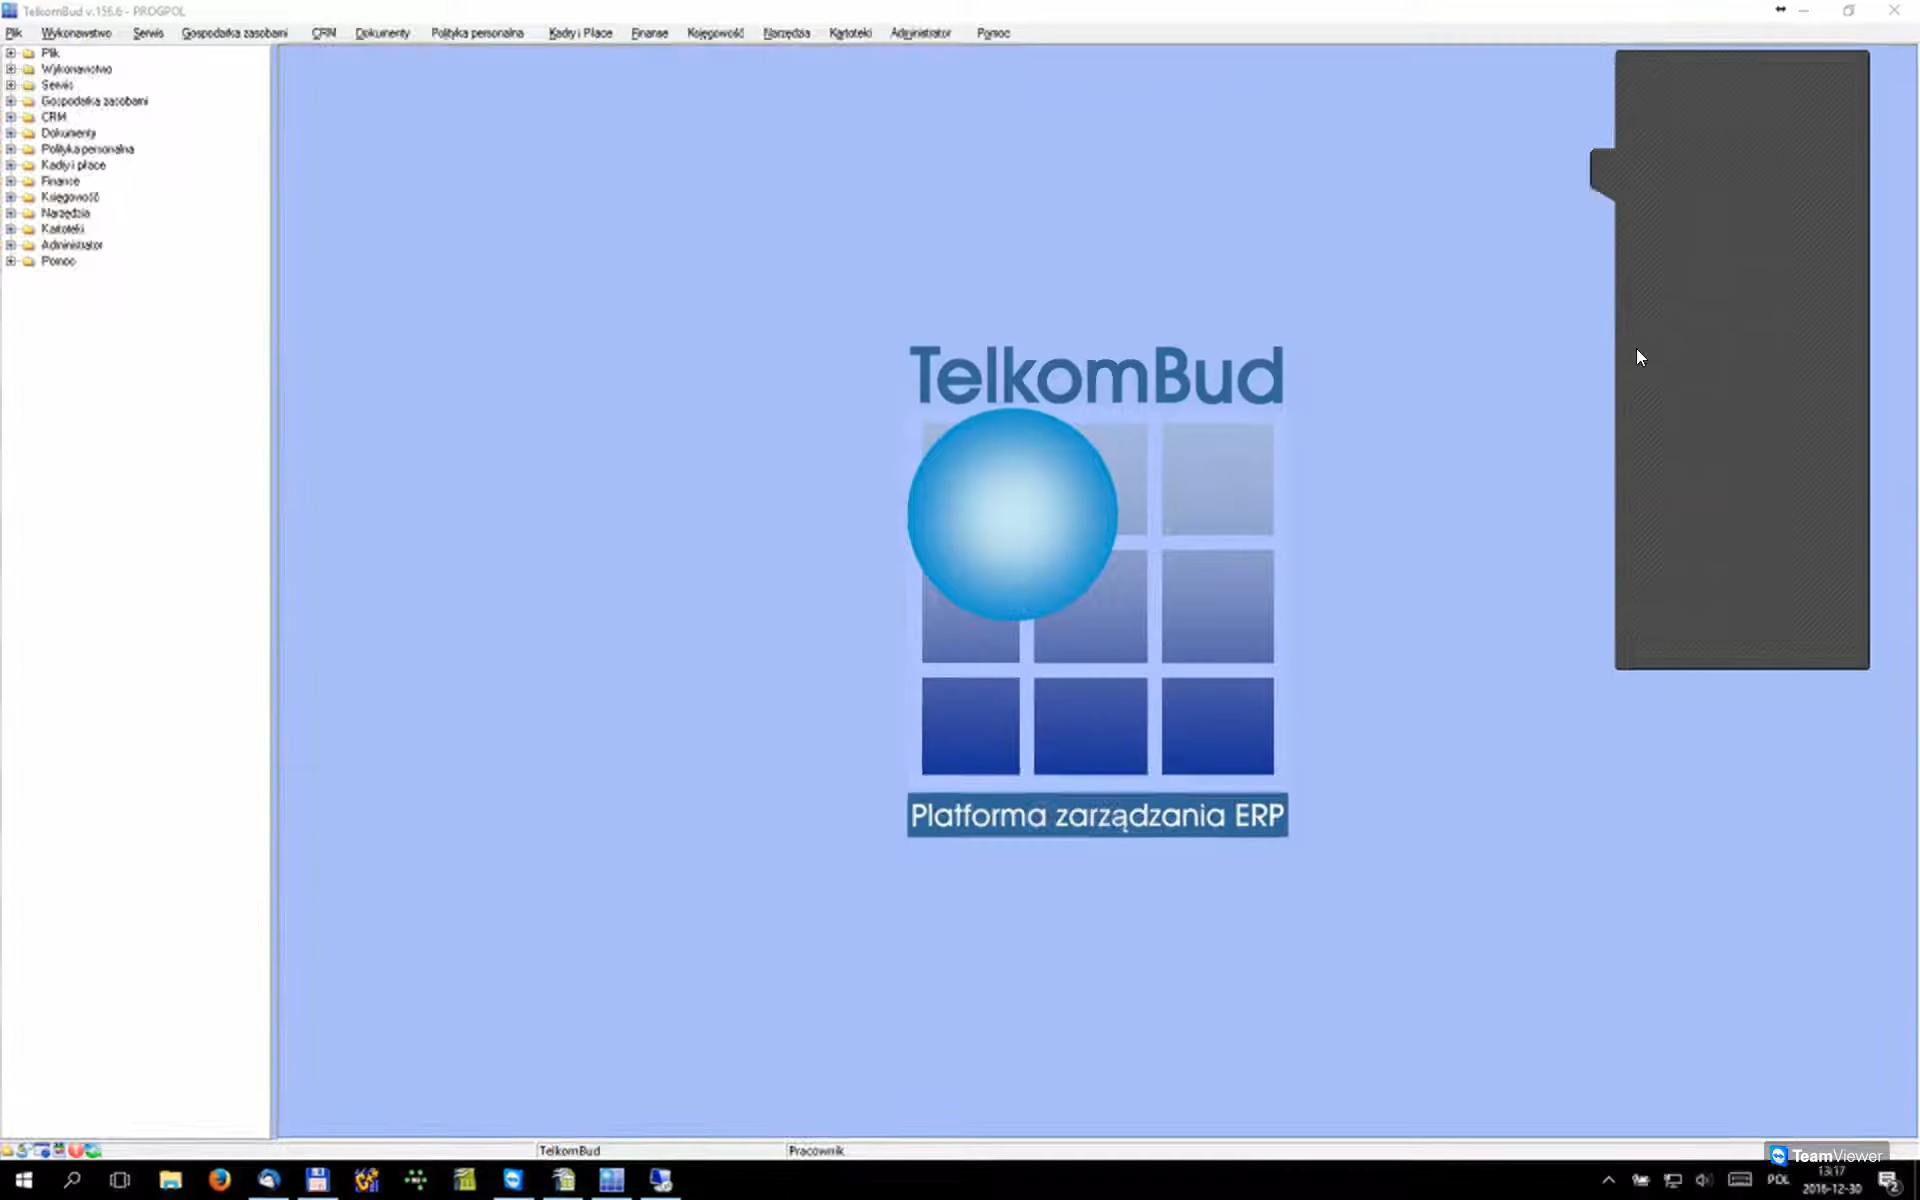 TelkomBud v.156.6 - PROGPOL
Plik Wykonawstwo Serwis Gospodarka zasobami CRM Dokumenty Polityka personalna Kadry i Płace Finanse Księgowość Narzędzia Kartoteki Administrator Pomoc
Plik
Wykonawstwo
Serwis
Gospodarka zasobami
CRM
Dokumenty
Polityka personalna
Kadry i płace
Finanse
Księgowość
Narzędzia
Kartoteki
Administrator
Pomoc
TelkomBud
Platforma zarządzania ERP
TelkomBud
Pracownik
TeamViewer
POL
13:17
2016-12-30
2